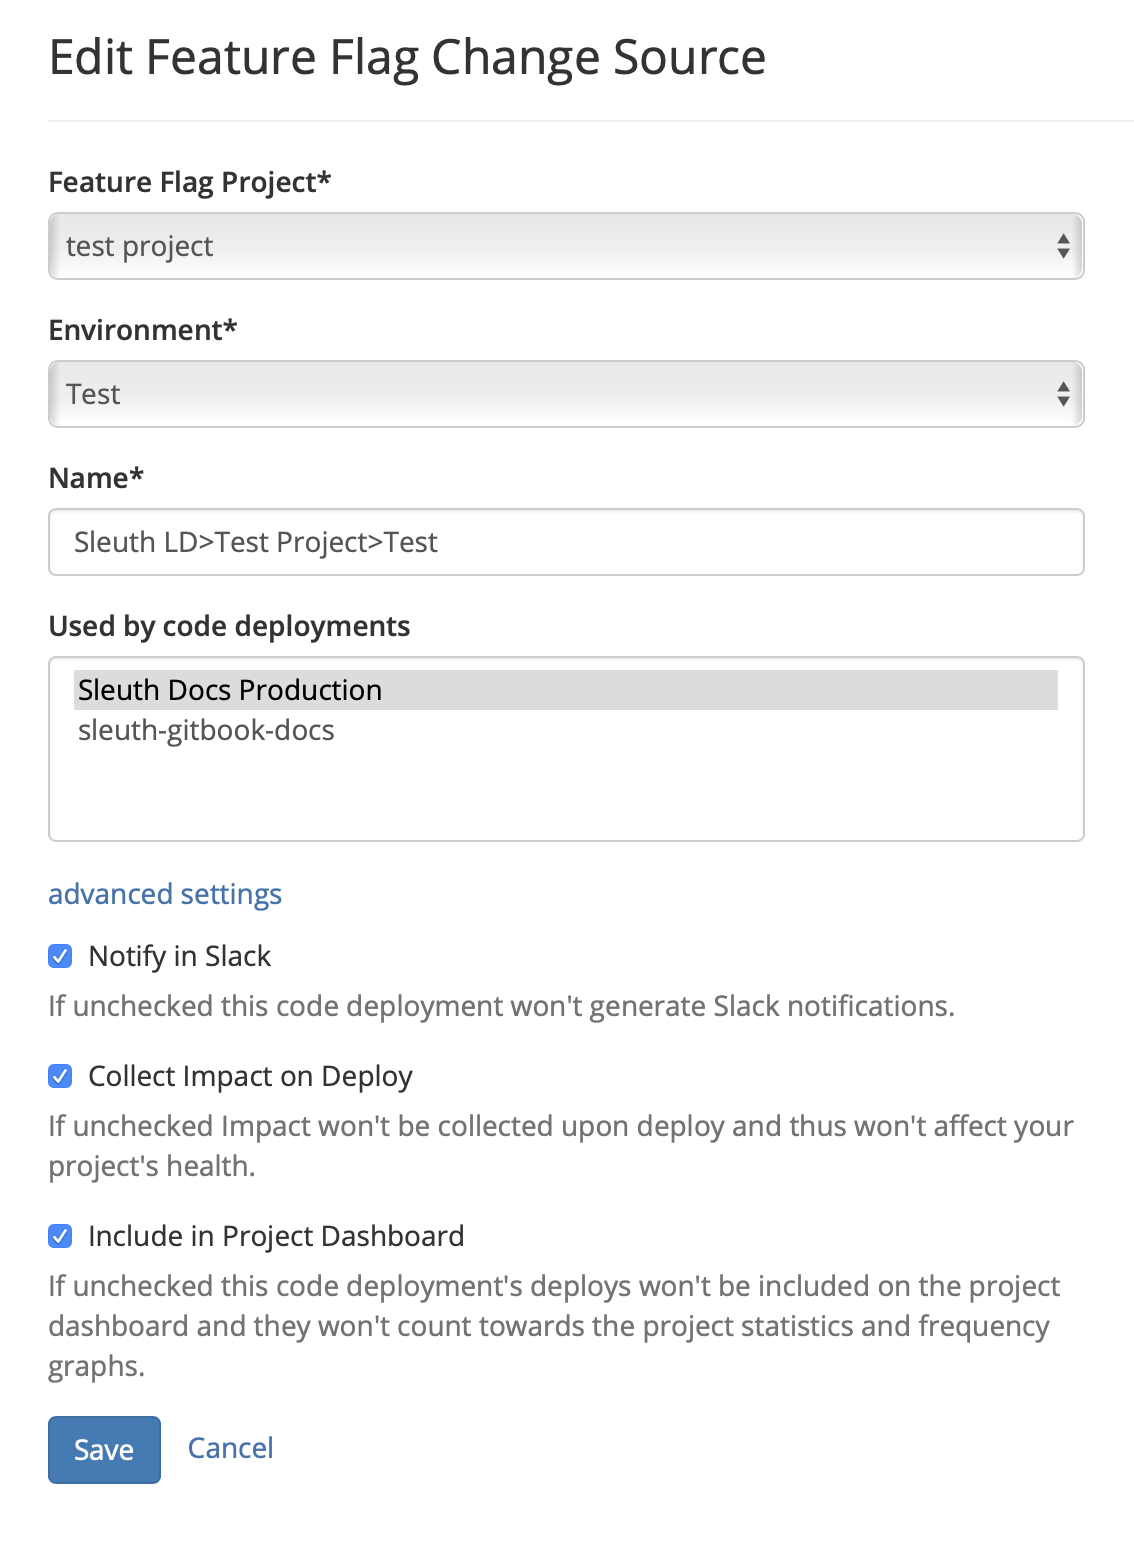 Edit Feature Flag Change Source
Feature Flag Project*
test project
Environment*
Test
Name*
Sleuth LD>Test Project>Test
Used by code deployments
Sleuth Docs Production
sleuth-gitbook-docs
advanced settings
Notify in Slack
If unchecked this code deployment won't generate Slack notifications.
Collect Impact on Deploy
If unchecked Impact won't be collected upon deploy and thus won't affect your
project's health.
Include in Project Dashboard
If unchecked this code deployment's deploys won't be included on the project
dashboard and they won't count towards the project statistics and frequency
graphs.
Save
Cancel